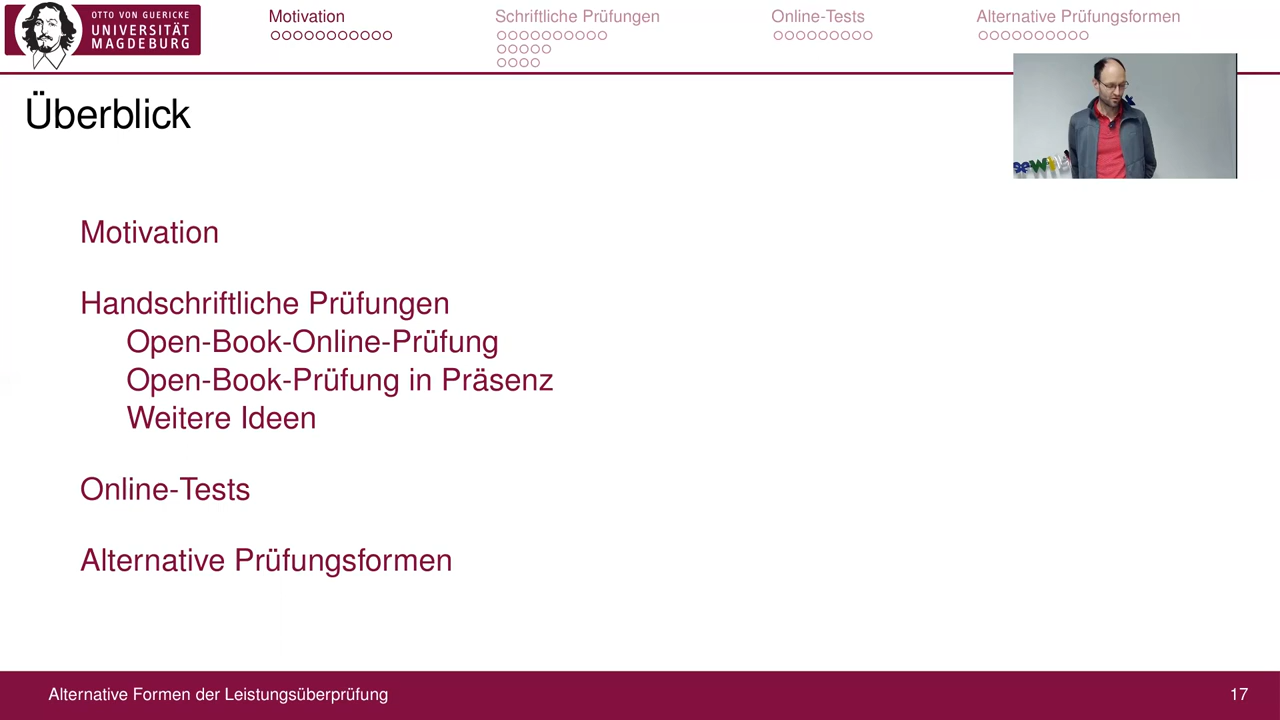 OTTO VON GUERICKE
UNIVERSITÄT
MAGDEBURG
Motivation
Schriftliche Prüfungen
Online-Tests
Alternative Prüfungsformen
Überblick
Motivation
Handschriftliche Prüfungen
Open-Book-Online-Prüfung
Open-Book-Prüfung in Präsenz
Weitere Ideen
Online-Tests
Alternative Prüfungsformen
Alternative Formen der Leistungsüberprüfung
17